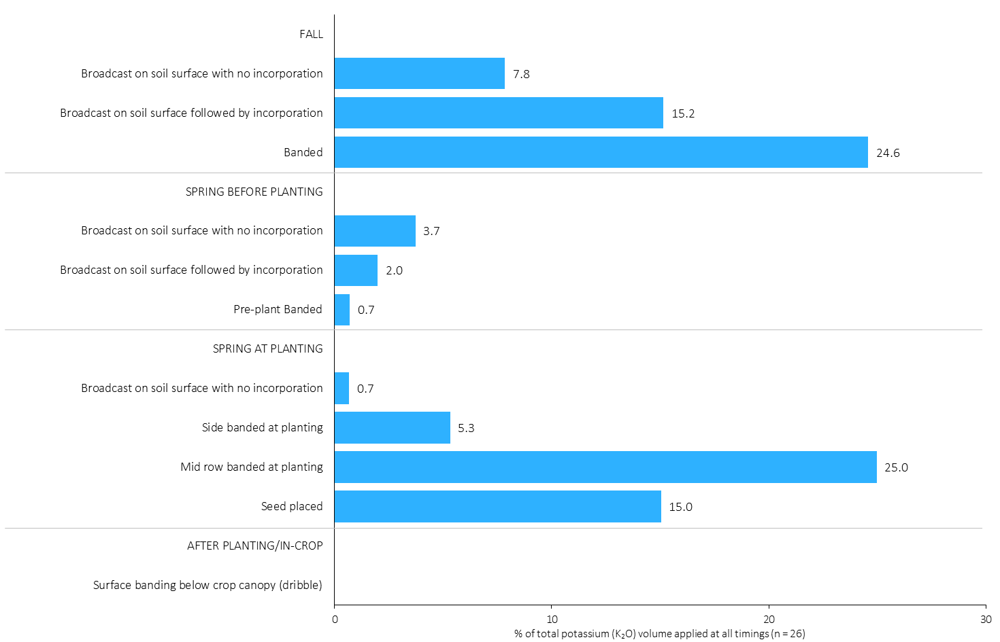 FALL
Broadcast on soil surface with no incorporation 7.8
Broadcast on soil surface followed by incorporation 15.2
Banded 24.6
SPRING BEFORE PLANTING
Broadcast on soil surface with no incorporation 3.7
Broadcast on soil surface followed by incorporation 2.0
Pre-plant Banded 0.7
SPRING AT PLANTING
Broadcast on soil surface with no incorporation 0.7
Side banded at planting 5.3
Mid row banded at planting 25.0
Seed placed 15.0
AFTER PLANTING/IN-CROP
Surface banding below crop canopy (dribble)
0 10 20 30
% of total potassium (K₂O) volume applied at all timings (n = 26)